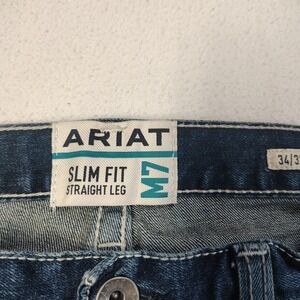 ARIAT
SLIM FIT
STRAIGHT LEG
M7
34/3